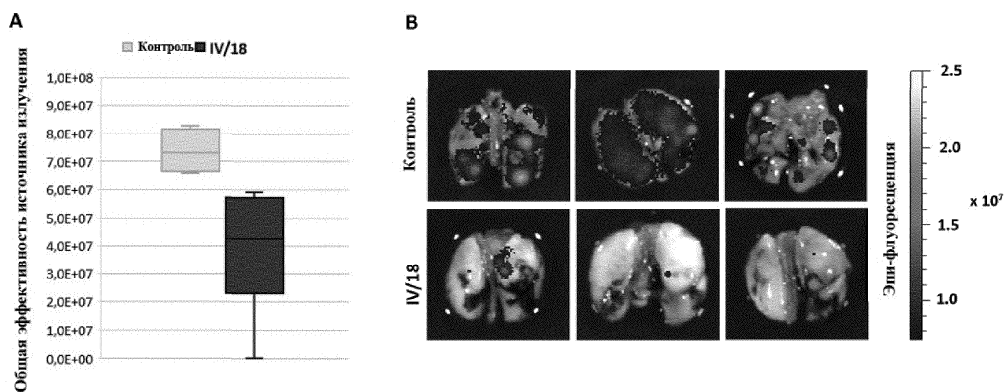 A
Контроль IV/18
Общая эффективность источника излучения
1,0E+08
9,0E+07
8,0E+07
7,0E+07
6,0E+07
5,0E+07
4,0E+07
3,0E+07
2,0E+07
1,0E+07
0,0E+00
B
Контроль
IV/18
2.5
2.0
1.5
1.0
x 10⁷
Эпи-флуоресценция